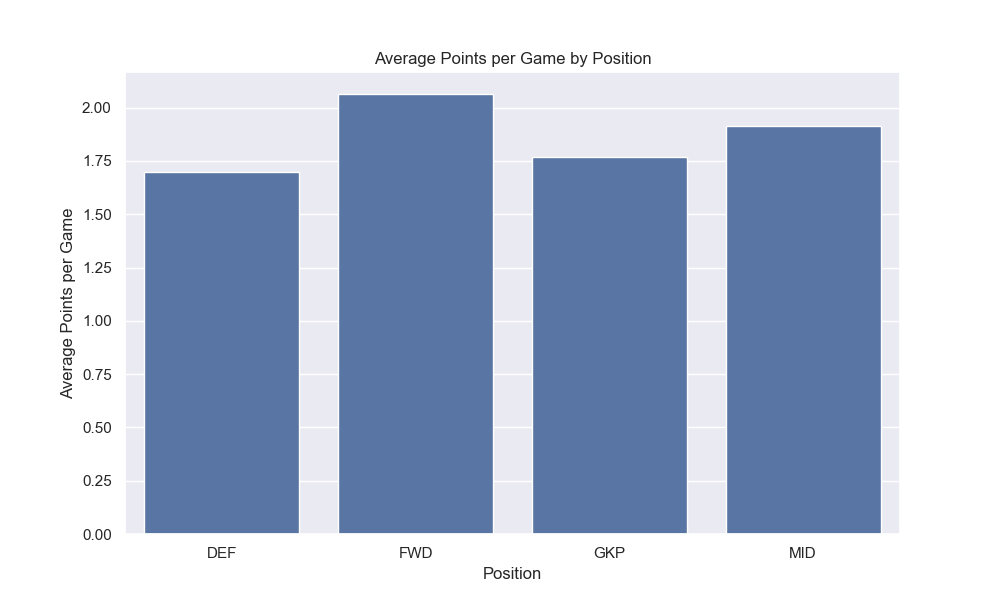 Average Points per Game by Position
Average Points per Game
2.00
1.75
1.50
1.25
1.00
0.75
0.50
0.25
0.00
DEF FWD GKP MID
Position